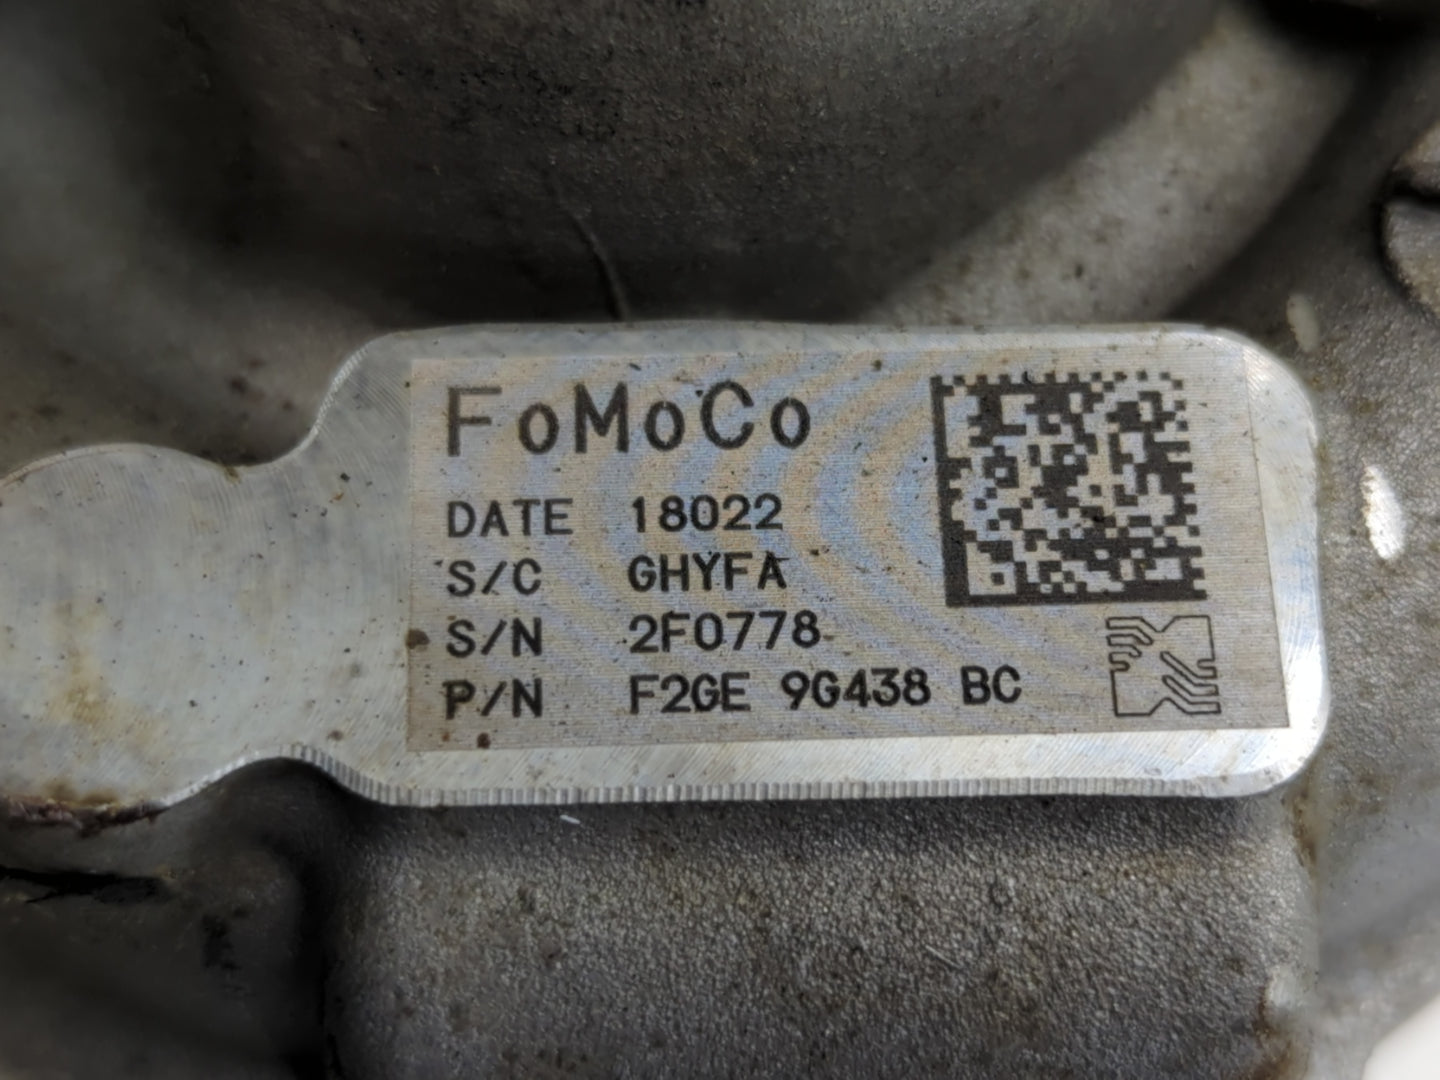 FoMoCo
DATE 18022
S/C GHYFA
S/N 2F0778
P/N F2GE 9G438 BC